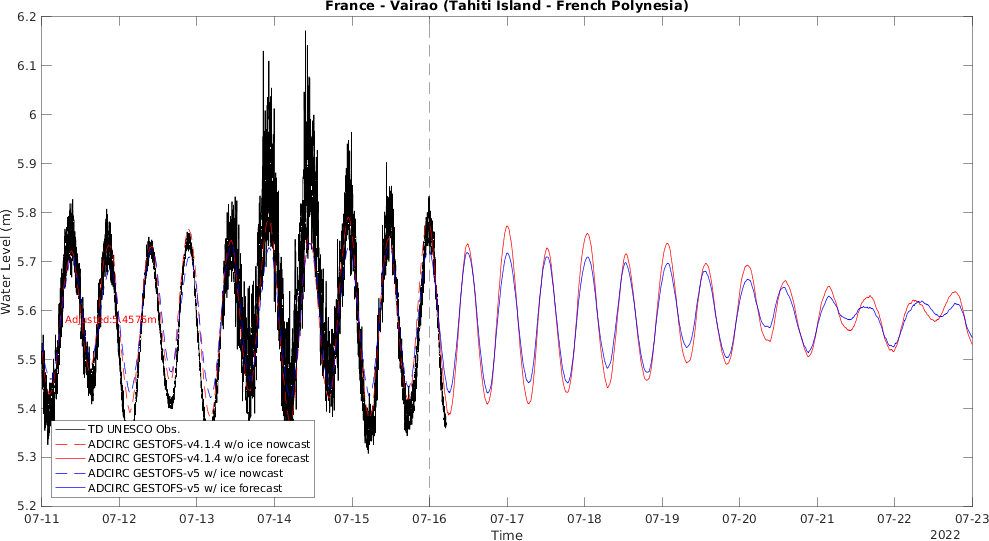 France - Vairao (Tahiti Island - French Polynesia)
6.2
6.1
6
5.9
5.8
5.7
5.6
5.5
5.4
5.3
5.2
Water Level (m)
Adjusted:5.4575m
TD UNESCO Obs.
ADCIRC GESTOFS-v4.1.4 w/o ice nowcast
ADCIRC GESTOFS-v4.1.4 w/o ice forecast
ADCIRC GESTOFS-v5 w/ ice nowcast
ADCIRC GESTOFS-v5 w/ ice forecast
07-11 07-12 07-13 07-14 07-15 07-16 07-17 07-18 07-19 07-20 07-21 07-22 07-23
Time
2022